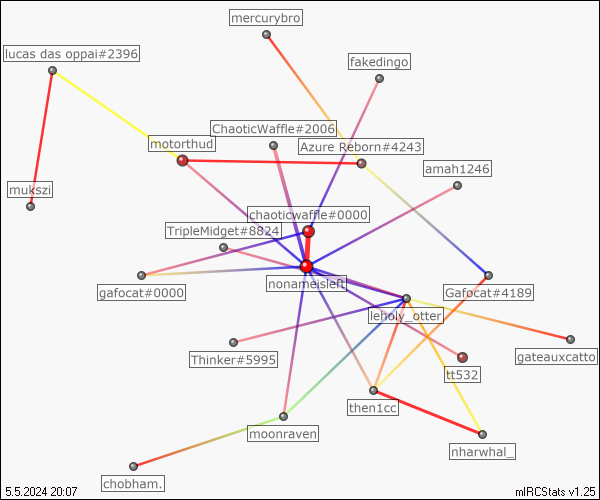 mercurybro
lucas das oppai#2396
fakedingo
ChaoticWaffle#2006
motorthud
Azure Reborn#4243
amah1246
mukszi
chaoticwaffle#0000
TripleMidget#8824
nonameisleft
gafocat#0000
Gafocat#4189
leholy_otter
Thinker#5995
gateauxcatto
tt532
then1cc
moonraven
nharwhal_
chobham.
5.5.2024 20:07
mIRCStats v1.25